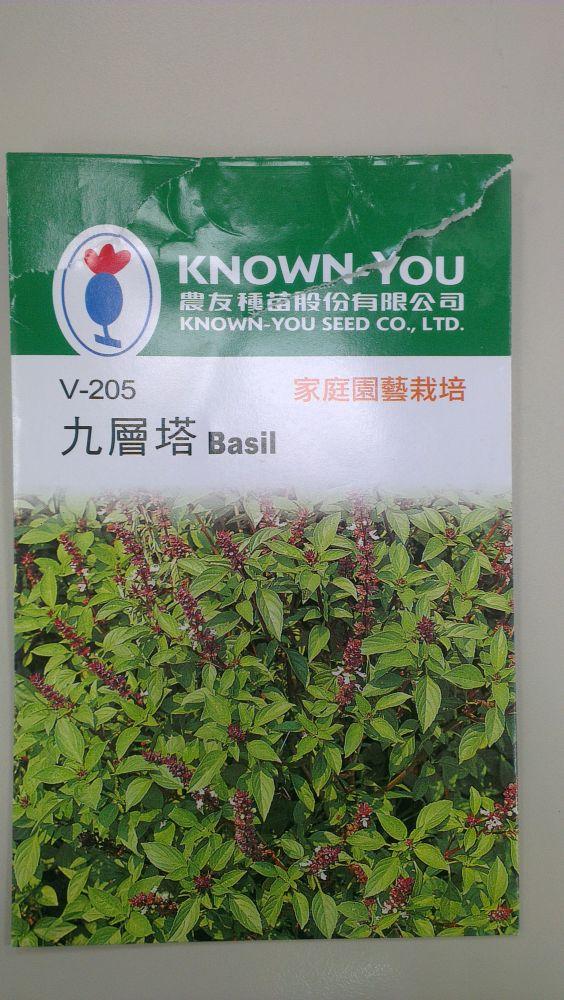 KNOWN-YOU
農友種苗股份有限公司
KNOWN-YOU SEED CO., LTD.
V-205
家庭園藝栽培
九層塔 Basil